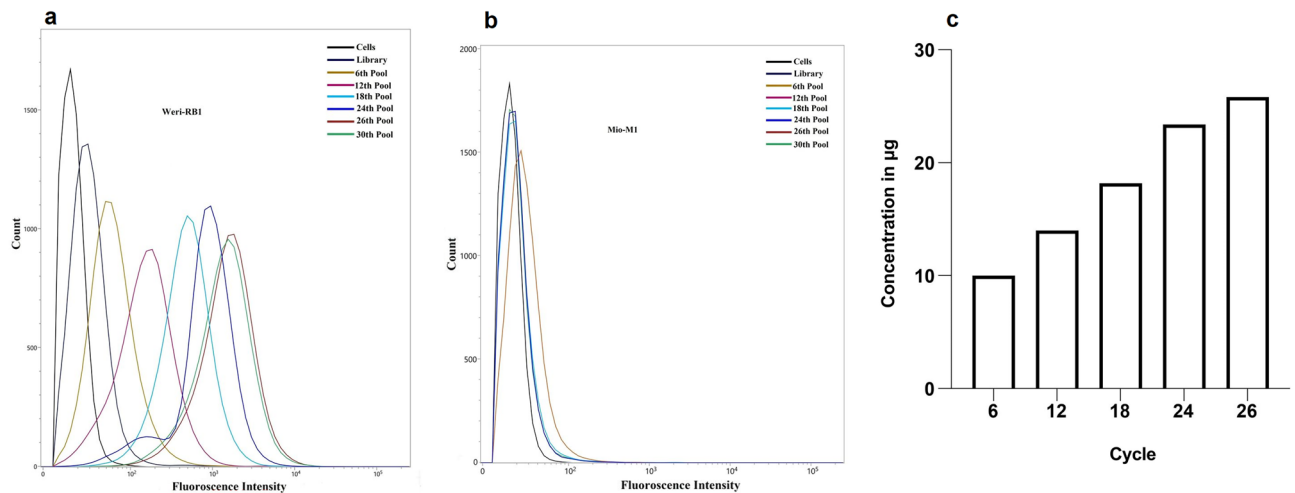 a
Weri-RB1
Cells
Library
6th Pool
12th Pool
18th Pool
24th Pool
26th Pool
30th Pool
Count
1500
1000
500
0
0
10²
10³
10⁴
10⁵
Fluoroscence Intensity
b
Mio-M1
Cells
Library
6th Pool
12th Pool
18th Pool
24th Pool
26th Pool
30th Pool
Count
2000
1500
1000
500
0
0
10²
10³
10⁴
10⁵
Fluoroscence Intensity
c
Concentration in µg
30
20
10
0
6
12
18
24
26
Cycle